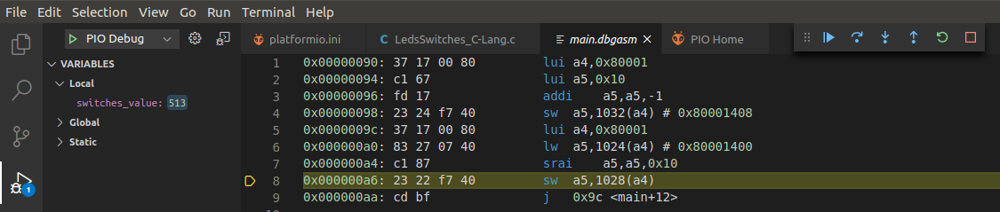 File Edit Selection View Go Run Terminal Help
PIO Debug
platformio.ini
C LedsSwitches_C-Lang.c
main.dbgasm
PIO Home
VARIABLES
Local
switches_value: 513
Global
Static
1
1 0x00000090: 37 17 00 80 lui a4,0x80001
2 0x00000094: c1 67 lui a5,0x10
3 0x00000096: fd 17 addi a5,a5,-1
4 0x00000098: 23 24 f7 40 sw a5,1032(a4) # 0x80001408
5 0x0000009c: 37 17 00 80 lui a4,0x80001
6 0x000000a0: 83 27 07 40 lw a5,1024(a4) # 0x80001400
7 0x000000a4: c1 87 srai a5,a5,0x10
8 0x000000a6: 23 22 f7 40 sw a5,1028(a4)
9 0x000000aa: cd bf j 0x9c <main+12>